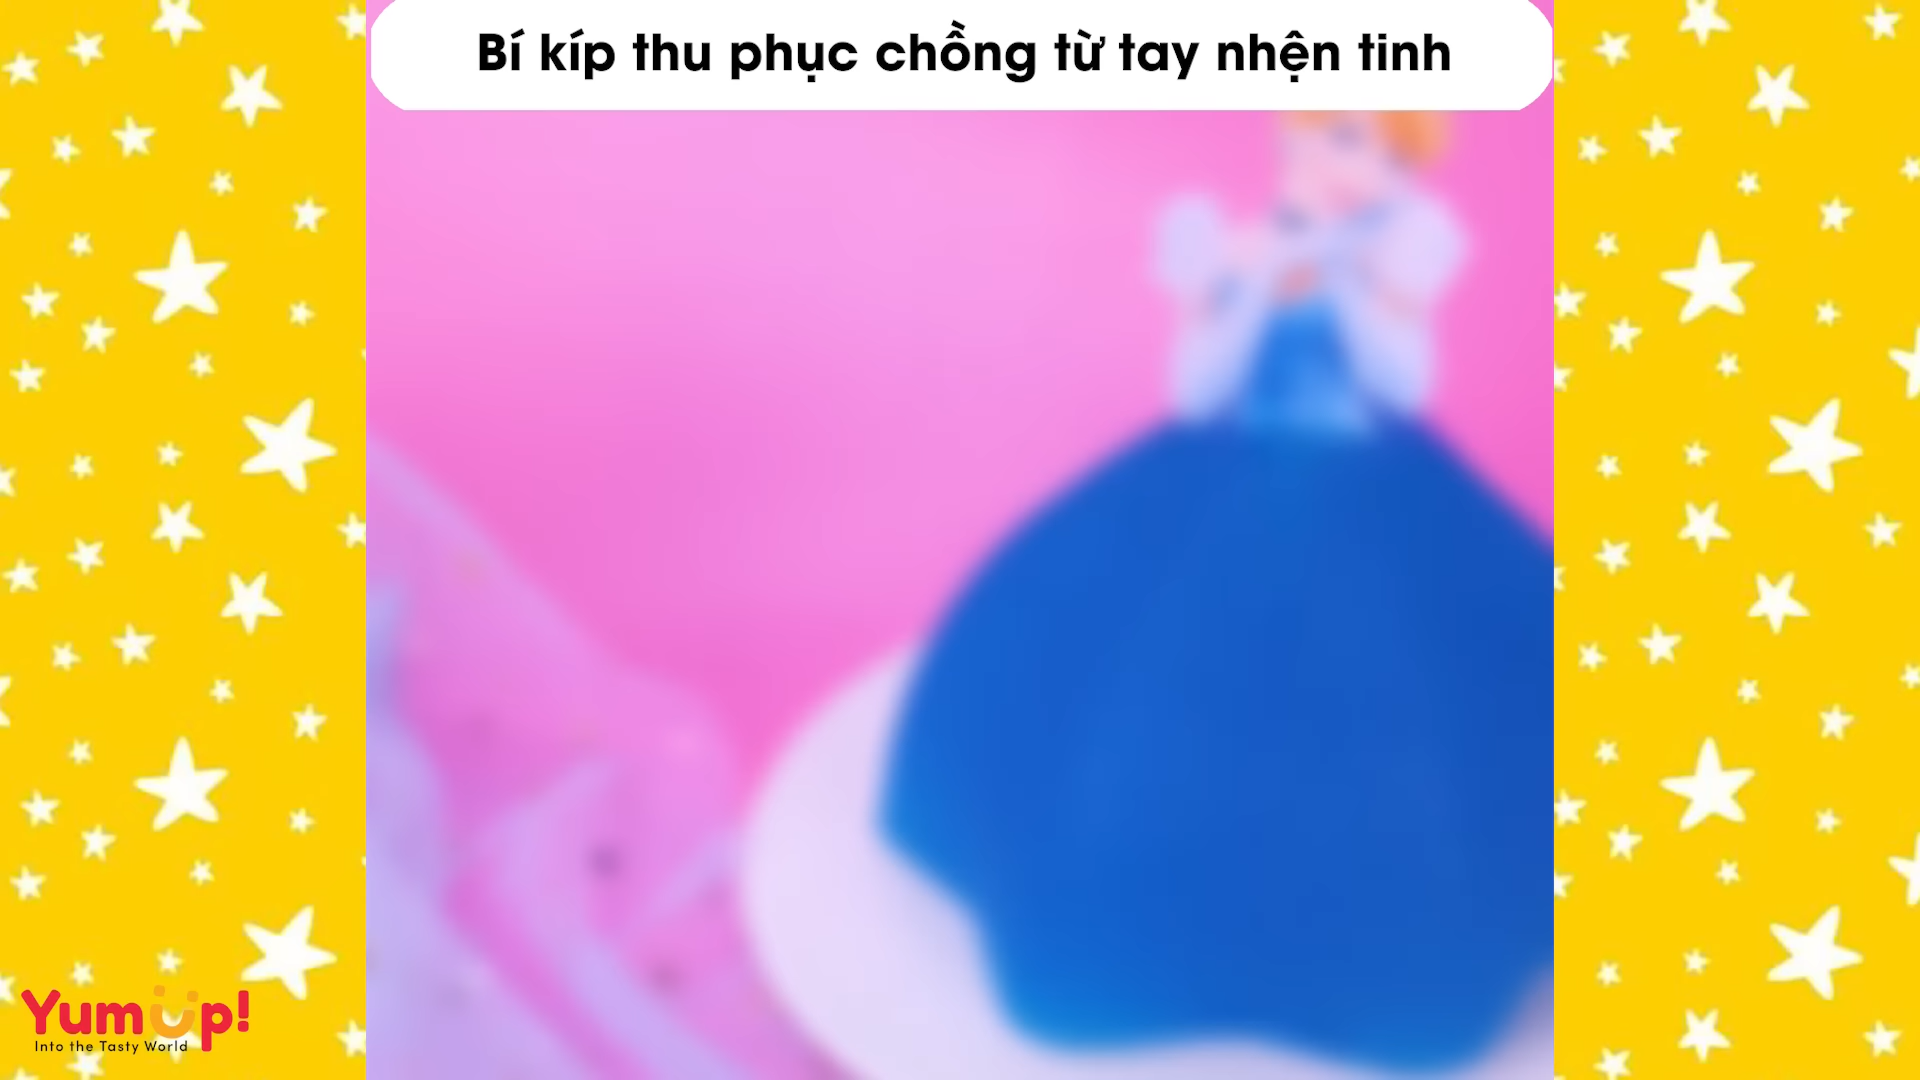 Bí kíp thu phục chồng từ tay nhện tinh
YumUp!
Into the Tasty World